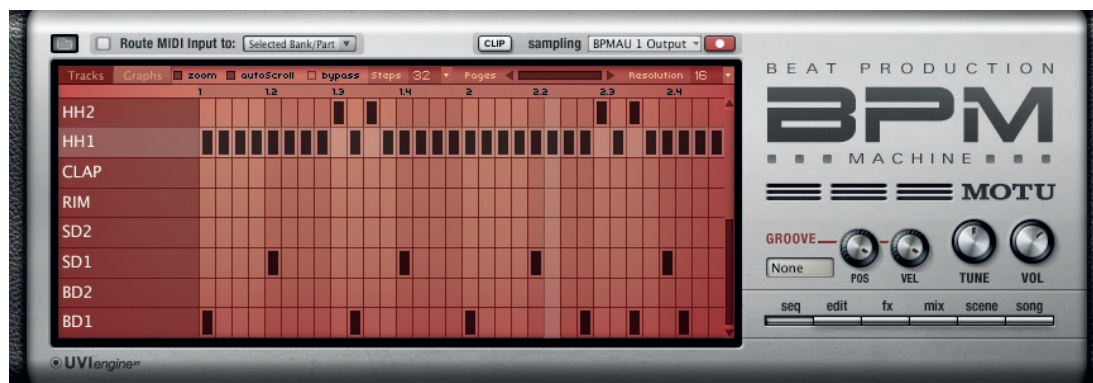 Route MIDI Input to: Selected Bank/Part
CLIP sampling BPMAU 1 Output
Tracks Graphs zoom autoScroll bypass Steps 32 Pages Resolution 16
1 1.2 1.3 1.4 2 2.2 2.3 2.4
HH2
HH1
CLAP
RIM
SD2
SD1
BD2
BD1
UVIengine
BEAT PRODUCTION
BPM
MACHINE
MOTU
GROOVE
None
POS VEL TUNE VOL
seq edit fx mix scene song